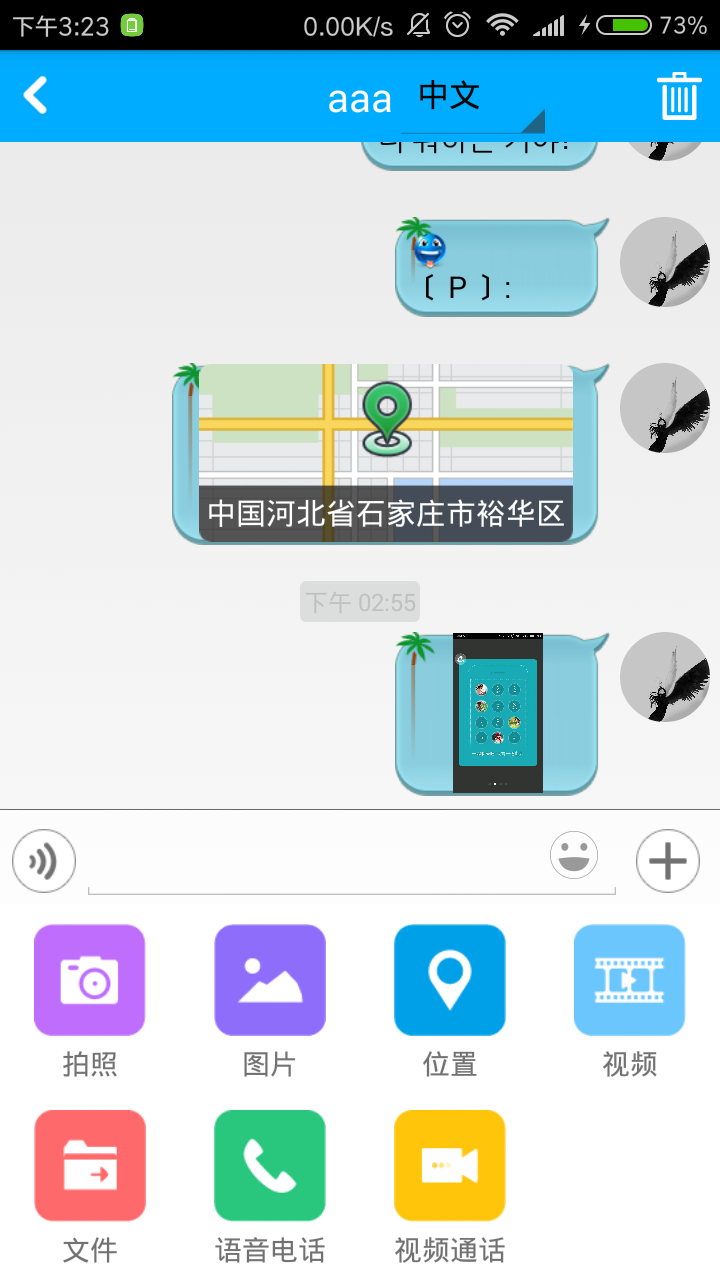 下午3:23
0.00K/s
73%
aaa
中文
〔 P 〕:
中国河北省石家庄市裕华区
下午 02:55
拍照
图片
位置
视频
文件
语音电话
视频通话